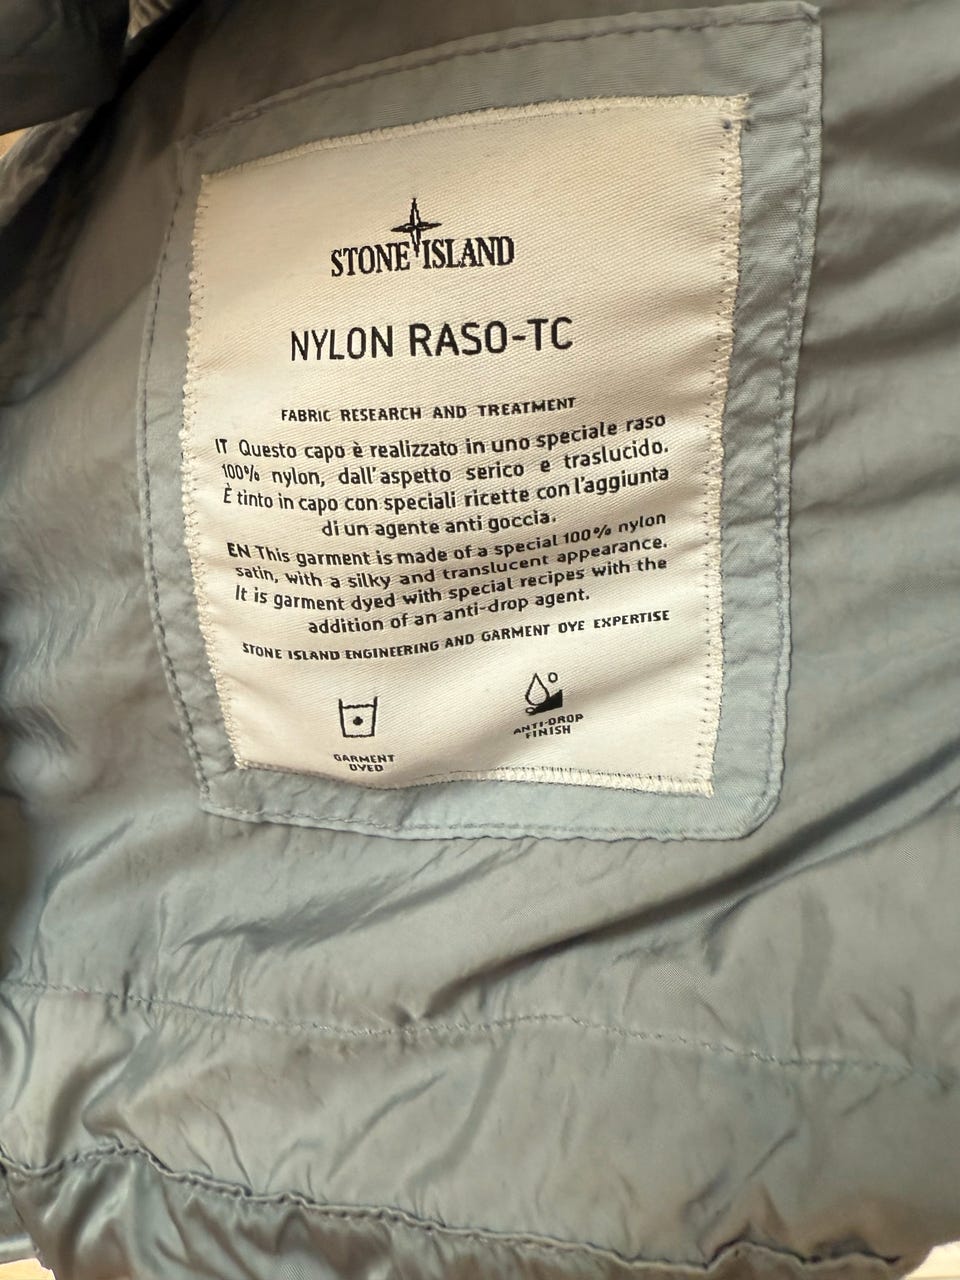 STONE ISLAND
NYLON RASO-TC
FABRIC RESEARCH AND TREATMENT
IT Questo capo è realizzato in uno speciale raso
100% nylon, dall'aspetto serico e traslucido.
È tinto in capo con speciali ricette con l'aggiunta
di un agente anti goccia.
EN This garment is made of a special 100% nylon
satin, with a silky and translucent appearance.
It is garment dyed with special recipes with the
addition of an anti-drop agent.
STONE ISLAND ENGINEERING AND GARMENT DYE EXPERTISE
GARMENT
DYED
ANTI-DROP
FINISH